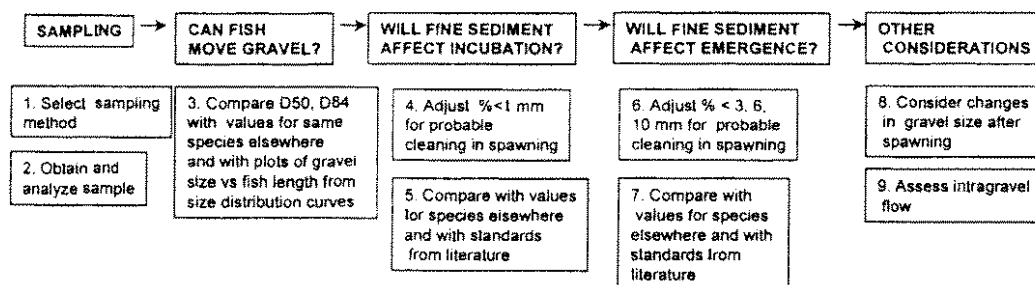 SAMPLING
CAN FISH
MOVE GRAVEL?
WILL FINE SEDIMENT
AFFECT INCUBATION?
WILL FINE SEDIMENT
AFFECT EMERGENCE?
OTHER
CONSIDERATIONS
1. Select sampling
method
2. Obtain and
analyze sample
3. Compare D50, D84
with values for same
species elsewhere
and with plots of gravel
size vs fish length from
size distribution curves
4. Adjust %<1 mm
for probable
cleaning in spawning
5. Compare with values
for species elsewhere
and with standards
from literature
6. Adjust % < 3, 6,
10 mm for probable
cleaning in spawning
7. Compare with
values for species
elsewhere and with
standards from
literature
8. Consider changes
in gravel size after
spawning
9. Assess intragravel
flow